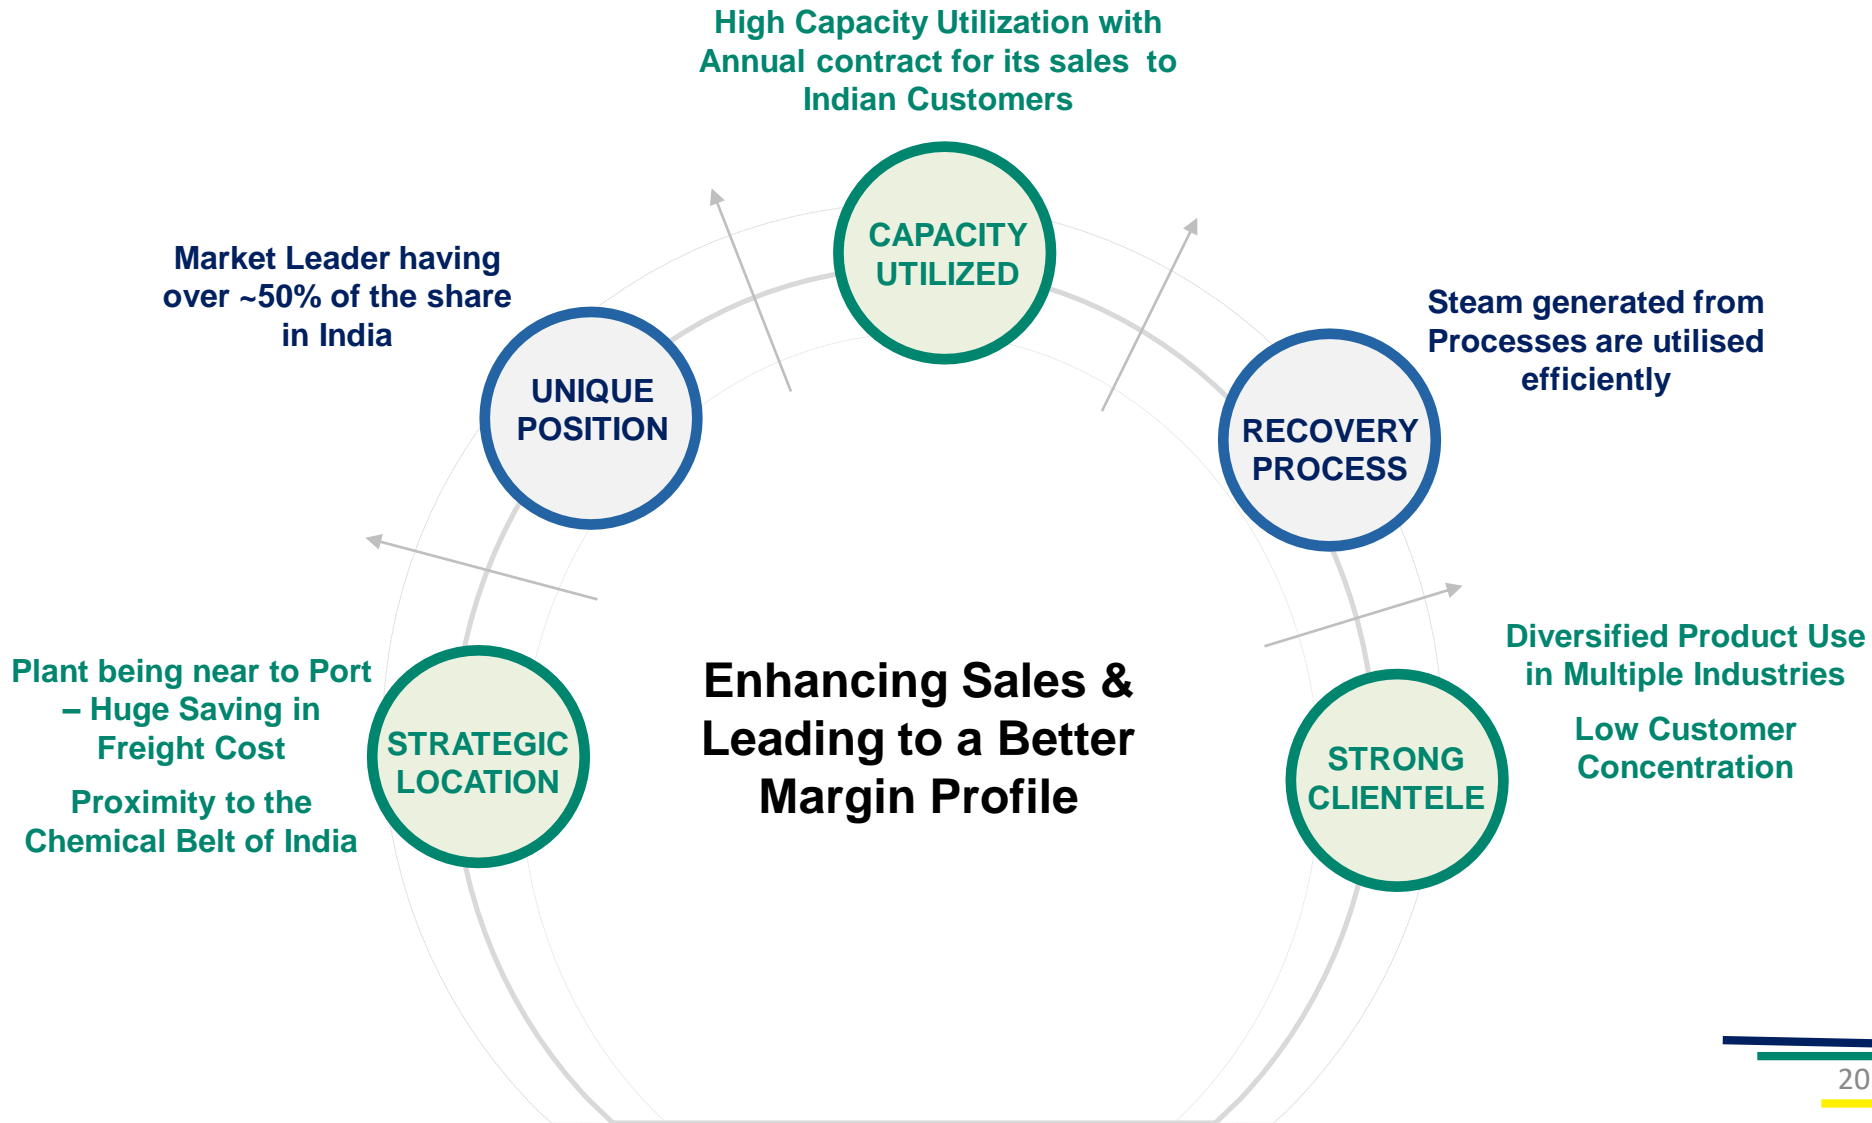 High Capacity Utilization with
Annual contract for its sales to
Indian Customers
CAPACITY
UTILIZED
Market Leader having
over ~50% of the share
in India
UNIQUE
POSITION
Steam generated from
Processes are utilised
efficiently
RECOVERY
PROCESS
Plant being near to Port
– Huge Saving in
Freight Cost
Proximity to the
Chemical Belt of India
STRATEGIC
LOCATION
Enhancing Sales &
Leading to a Better
Margin Profile
Diversified Product Use
in Multiple Industries
Low Customer
Concentration
STRONG
CLIENTELE
20